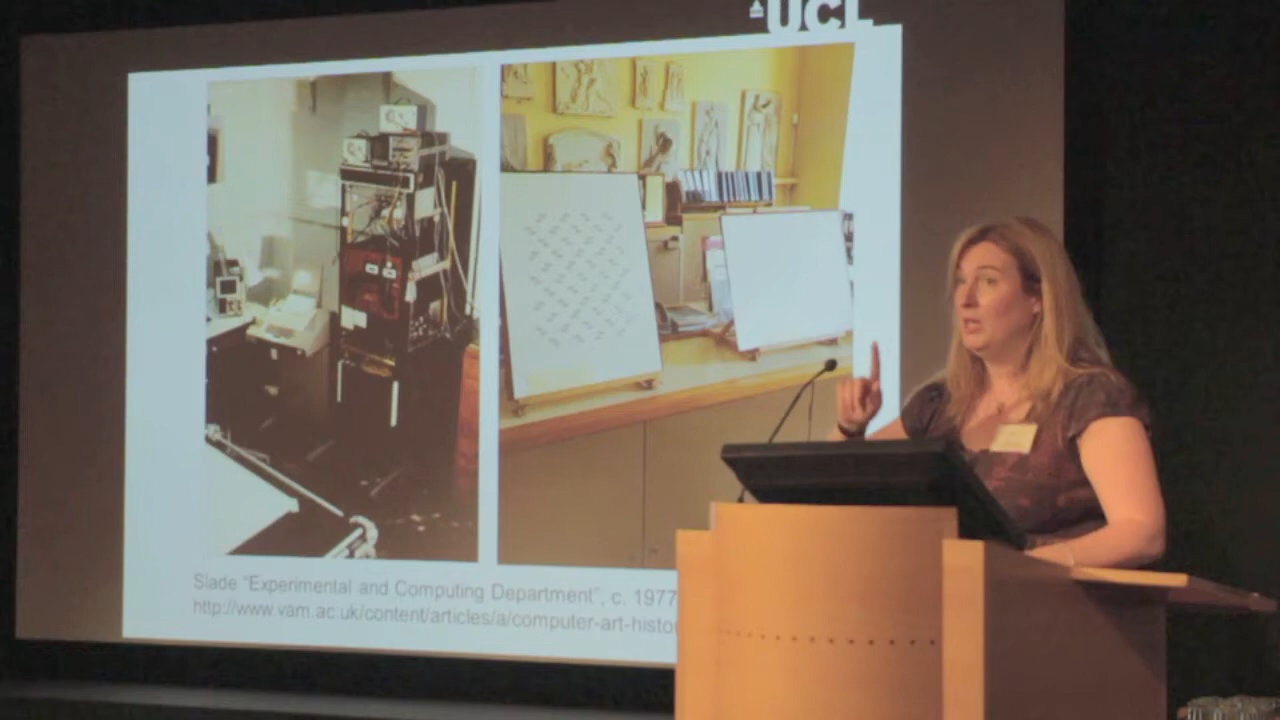 UCL
Slade “Experimental and Computing Department”, c. 1977
http://www.vam.ac.uk/content/articles/a/computer-art-histo